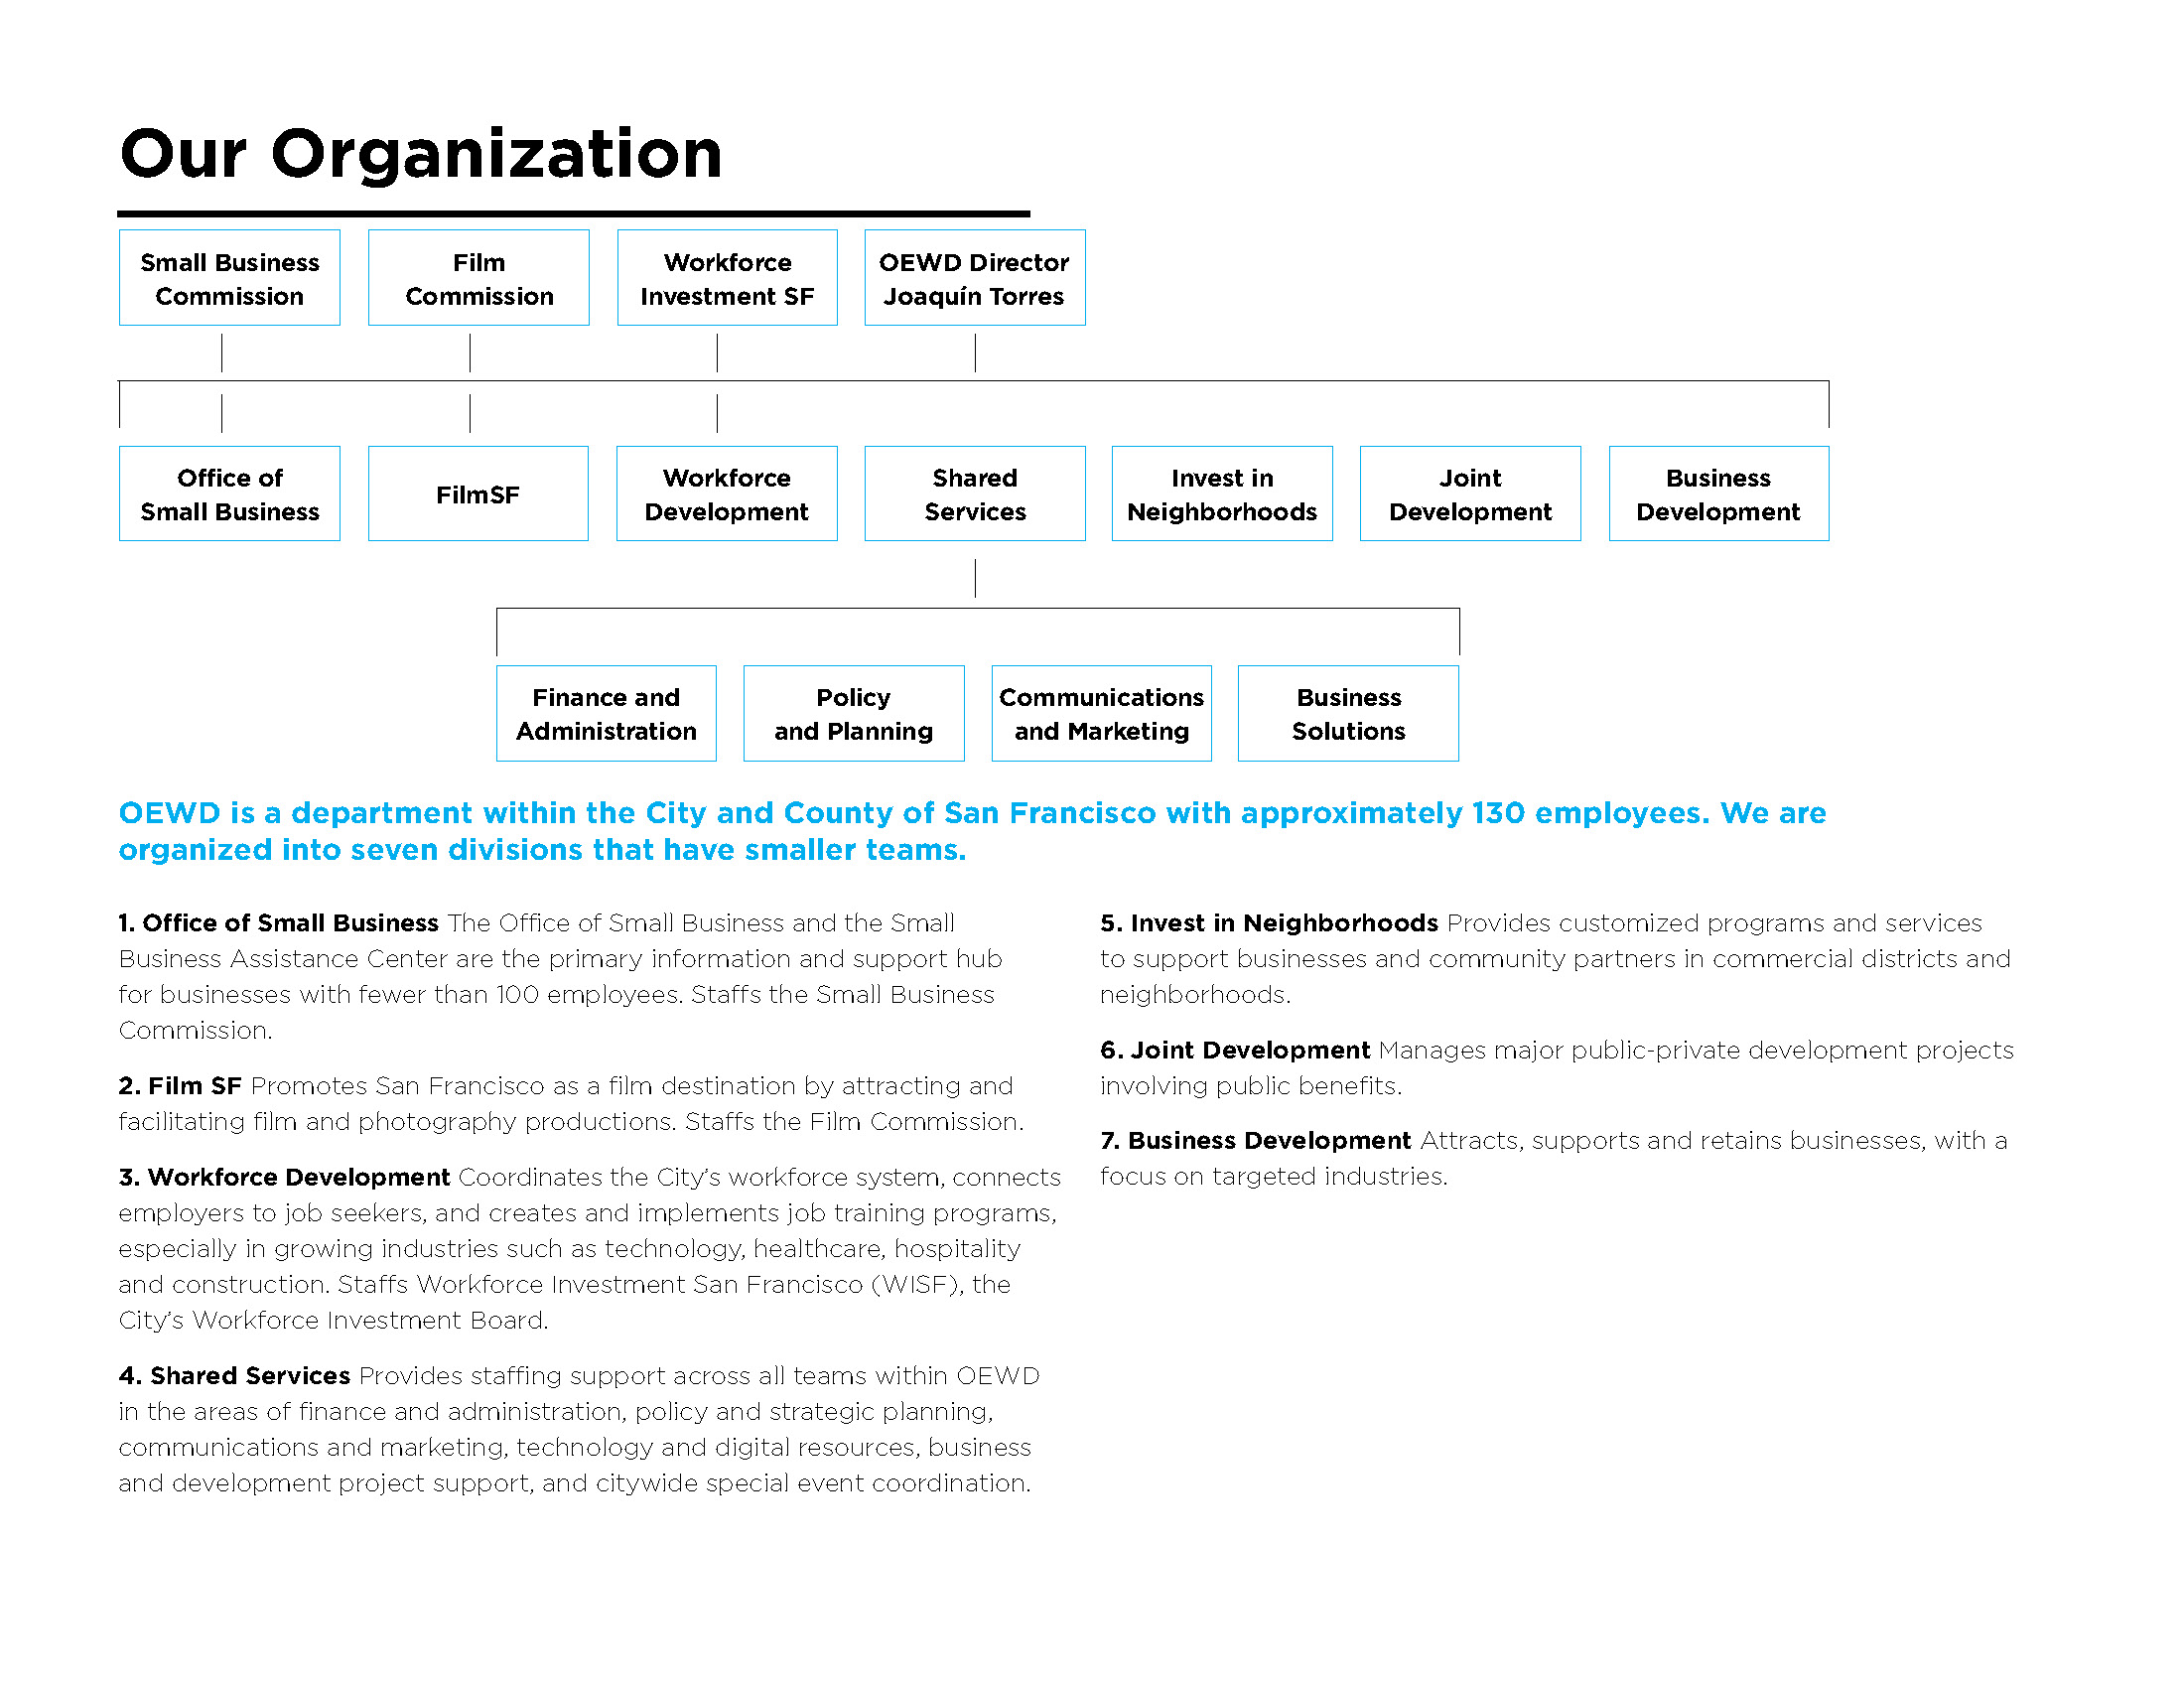 Our Organization
Small Business
Commission
Film
Commission
Workforce
Investment SF
OEWD Director
Joaquín Torres
Office of
Small Business
FilmSF
Workforce
Development
Shared
Services
Invest in
Neighborhoods
Joint
Development
Business
Development
Finance and
Administration
Policy
and Planning
Communications
and Marketing
Business
Solutions
OEWD is a department within the City and County of San Francisco with approximately 130 employees. We are
organized into seven divisions that have smaller teams.
1. Office of Small Business The Office of Small Business and the Small
Business Assistance Center are the primary information and support hub
for businesses with fewer than 100 employees. Staffs the Small Business
Commission.
2. Film SF Promotes San Francisco as a film destination by attracting and
facilitating film and photography productions. Staffs the Film Commission.
3. Workforce Development Coordinates the City’s workforce system, connects
employers to job seekers, and creates and implements job training programs,
especially in growing industries such as technology, healthcare, hospitality
and construction. Staffs Workforce Investment San Francisco (WISF), the
City’s Workforce Investment Board.
4. Shared Services Provides staffing support across all teams within OEWD
in the areas of finance and administration, policy and strategic planning,
communications and marketing, technology and digital resources, business
and development project support, and citywide special event coordination.
5. Invest in Neighborhoods Provides customized programs and services
to support businesses and community partners in commercial districts and
neighborhoods.
6. Joint Development Manages major public-private development projects
involving public benefits.
7. Business Development Attracts, supports and retains businesses, with a
focus on targeted industries.